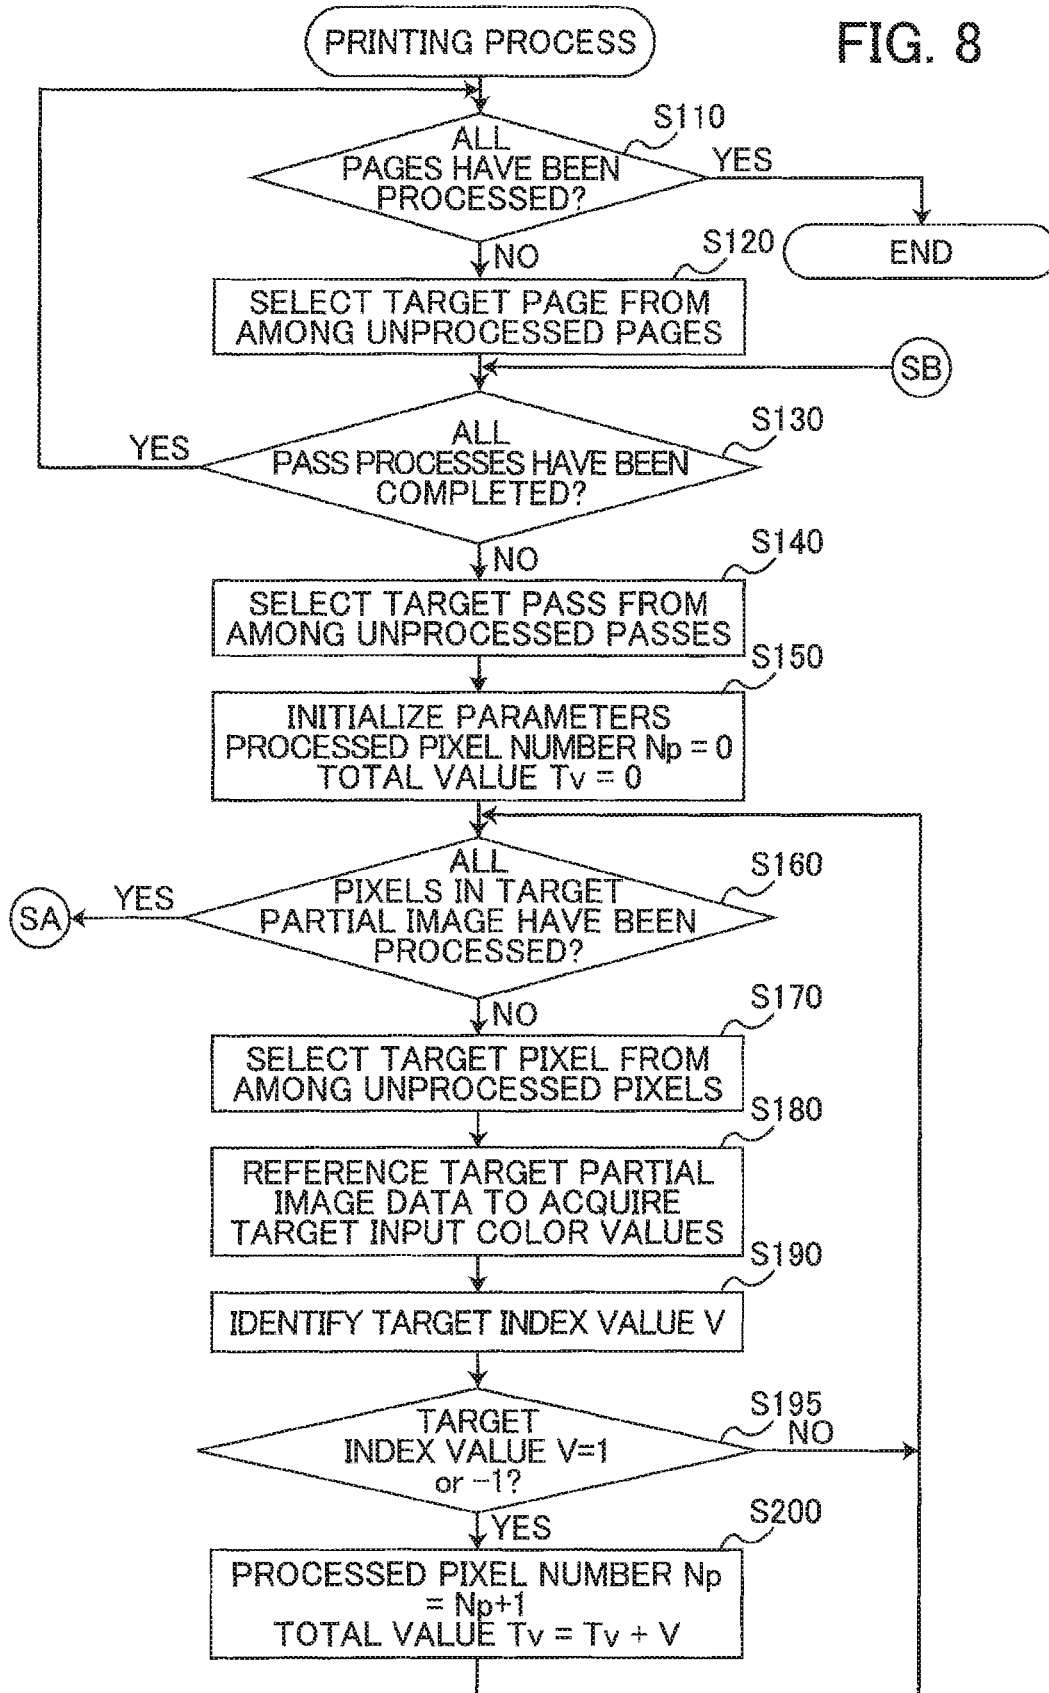 FIG. 8
PRINTING PROCESS
S110
ALL
PAGES HAVE BEEN
PROCESSED?
YES
END
NO
S120
SELECT TARGET PAGE FROM
AMONG UNPROCESSED PAGES
SB
S130
YES
ALL
PASS PROCESSES HAVE BEEN
COMPLETED?
NO
S140
SELECT TARGET PASS FROM
AMONG UNPROCESSED PASSES
S150
INITIALIZE PARAMETERS
PROCESSED PIXEL NUMBER Np = 0
TOTAL VALUE Tv = 0
S160
SA
YES
ALL
PIXELS IN TARGET
PARTIAL IMAGE HAVE BEEN
PROCESSED?
NO
S170
SELECT TARGET PIXEL FROM
AMONG UNPROCESSED PIXELS
S180
REFERENCE TARGET PARTIAL
IMAGE DATA TO ACQUIRE
TARGET INPUT COLOR VALUES
S190
IDENTIFY TARGET INDEX VALUE V
S195
NO
TARGET
INDEX VALUE V=1
or -1?
YES
S200
PROCESSED PIXEL NUMBER Np
= Np+1
TOTAL VALUE Tv = Tv + V